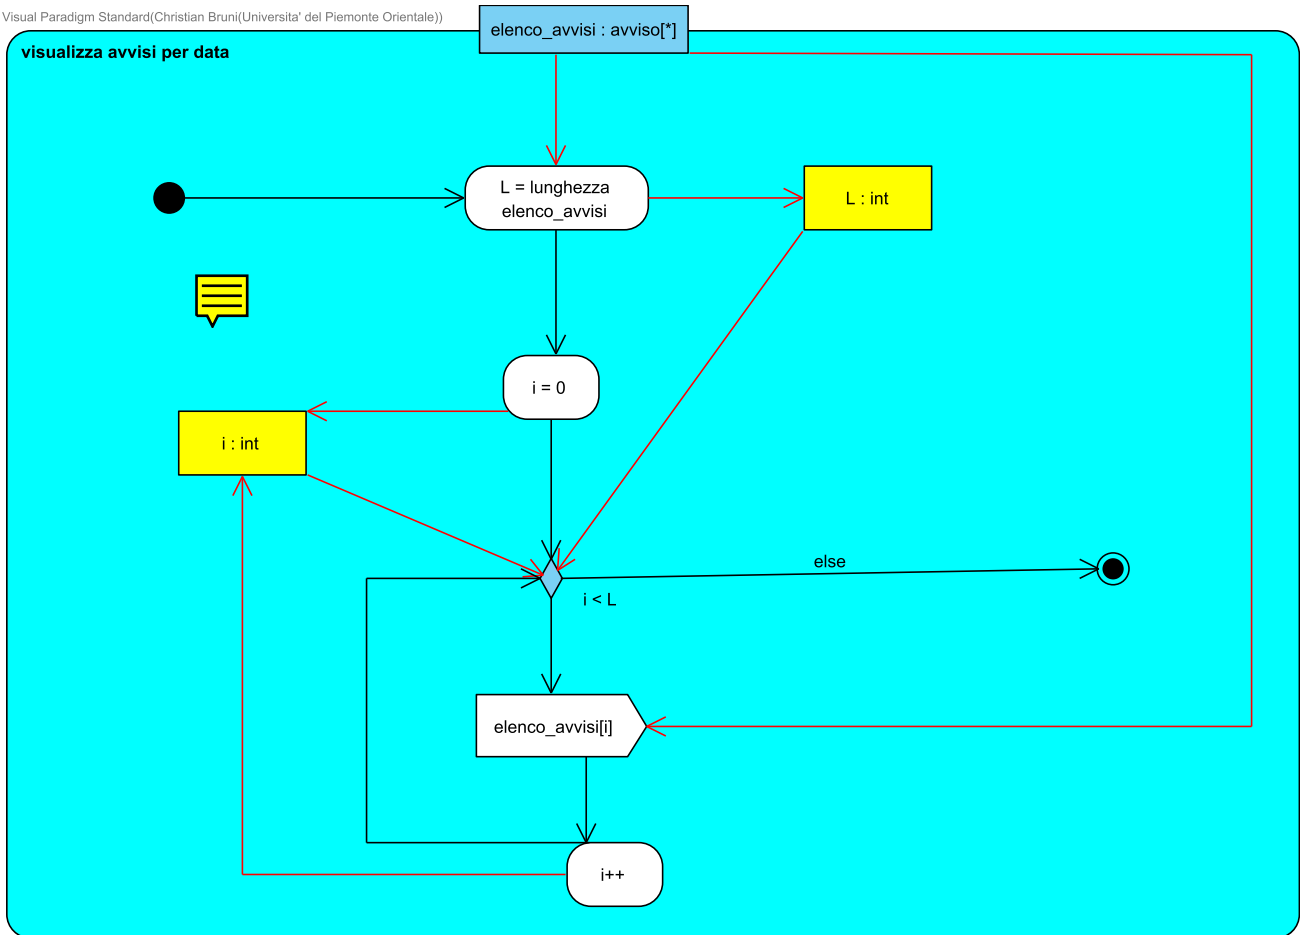 Visual Paradigm Standard(Christian Bruni(Universita' del Piemonte Orientale))
elenco_avvisi : avviso[*]
visualizza avvisi per data
L = lunghezza
elenco_avvisi
L : int
i = 0
i : int
else
i < L
elenco_avvisi[i]
i++